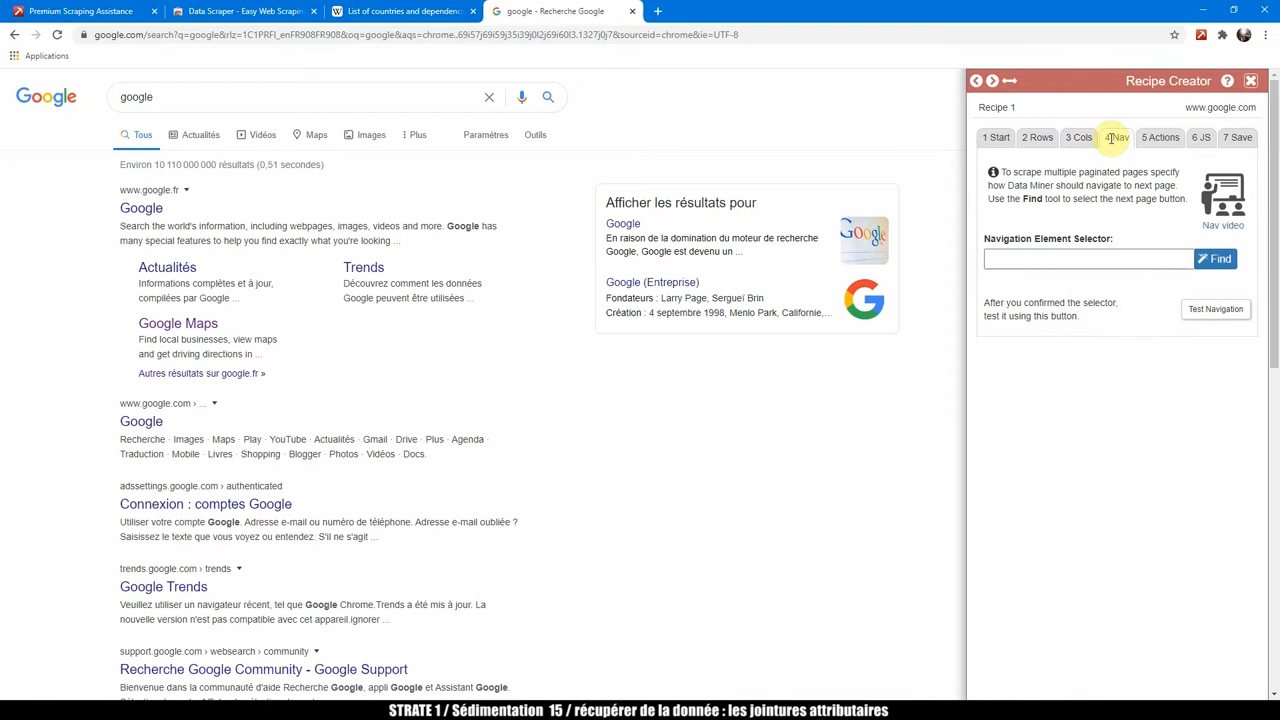 Premium Scraping Assistance
Data Scraper - Easy Web Scrapin
List of countries and dependenc
google - Recherche Google
google.com/search?q=google&rlz=1C1PRFI_enFR908FR908&oq=google&aqs=chrome..69i57j69i59j35i39j0l2j69i60l3.1327j0j7&sourceid=chrome&ie=UTF-8
Applications
Google
google
Tous
Actualités
Vidéos
Maps
Images
Plus
Paramètres
Outils
Environ 10 110 000 000 résultats (0,51 secondes)
www.google.fr
Google
Search the world's information, including webpages, images, videos and more. Google has
many special features to help you find exactly what you're looking ...
Actualités
Informations complètes et à jour,
compilées par Google ...
Trends
Découvrez comment les données
Google peuvent être utilisées ...
Google Maps
Find local businesses, view maps
and get driving directions in ...
Autres résultats sur google.fr »
www.google.com › ...
Google
Recherche · Images · Maps · Play · YouTube · Actualités · Gmail · Drive · Plus · Agenda ·
Traduction · Mobile · Livres · Shopping · Blogger · Photos · Vidéos · Docs.
adssettings.google.com › authenticated
Connexion : comptes Google
Utiliser votre compte Google. Adresse e-mail ou numéro de téléphone. Adresse e-mail oubliée ?
Saisissez le texte que vous voyez ou entendez. S'il ne s'agit ...
trends.google.com › trends
Google Trends
Veuillez utiliser un navigateur récent, tel que Google Chrome.Trends a été mis à jour. La
nouvelle version n'est pas compatible avec cet appareil.ignorer ...
support.google.com › websearch › community
Recherche Google Community - Google Support
Bienvenue dans la communauté d'aide Recherche Google, appli Google et Assistant Google.
Afficher les résultats pour
Google
En raison de la domination du moteur de recherche
Google, Google est devenu un ...
Google
Google (Entreprise)
Fondateurs : Larry Page, Sergueï Brin
Création : 4 septembre 1998, Menlo Park, Californie,...
Recipe Creator
Recipe 1
www.google.com
1 Start
2 Rows
3 Cols
4 Nav
5 Actions
6 JS
7 Save
To scrape multiple paginated pages specify
how Data Miner should navigate to next page.
Use the Find tool to select the next page button.
Nav video
Navigation Element Selector:
Find
After you confirmed the selector,
test it using this button.
Test Navigation
STRATE 1 / Sédimentation 15 / récupérer de la donnée : les jointures attributaires